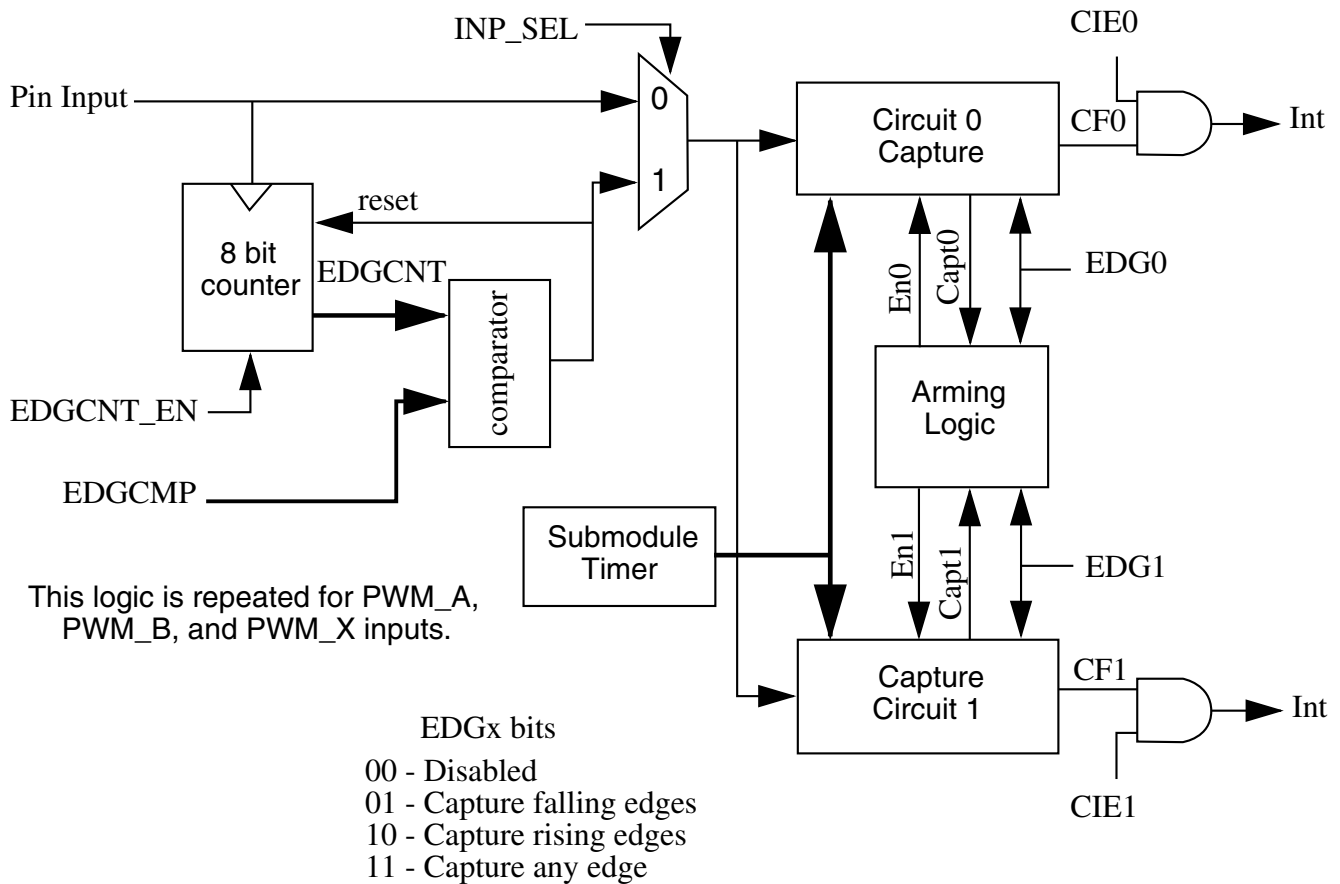 INP_SEL
CIE0
Pin Input
0
1
Circuit 0
Capture
CF0
Int
reset
8 bit
counter
EDGCNT
comparator
En0
Capt0
EDG0
EDGCNT_EN
Arming
Logic
EDGCMP
Submodule
Timer
En1
Capt1
EDG1
This logic is repeated for PWM_A,
PWM_B, and PWM_X inputs.
Capture
Circuit 1
CF1
Int
CIE1
EDGx bits
00 - Disabled
01 - Capture falling edges
10 - Capture rising edges
11 - Capture any edge